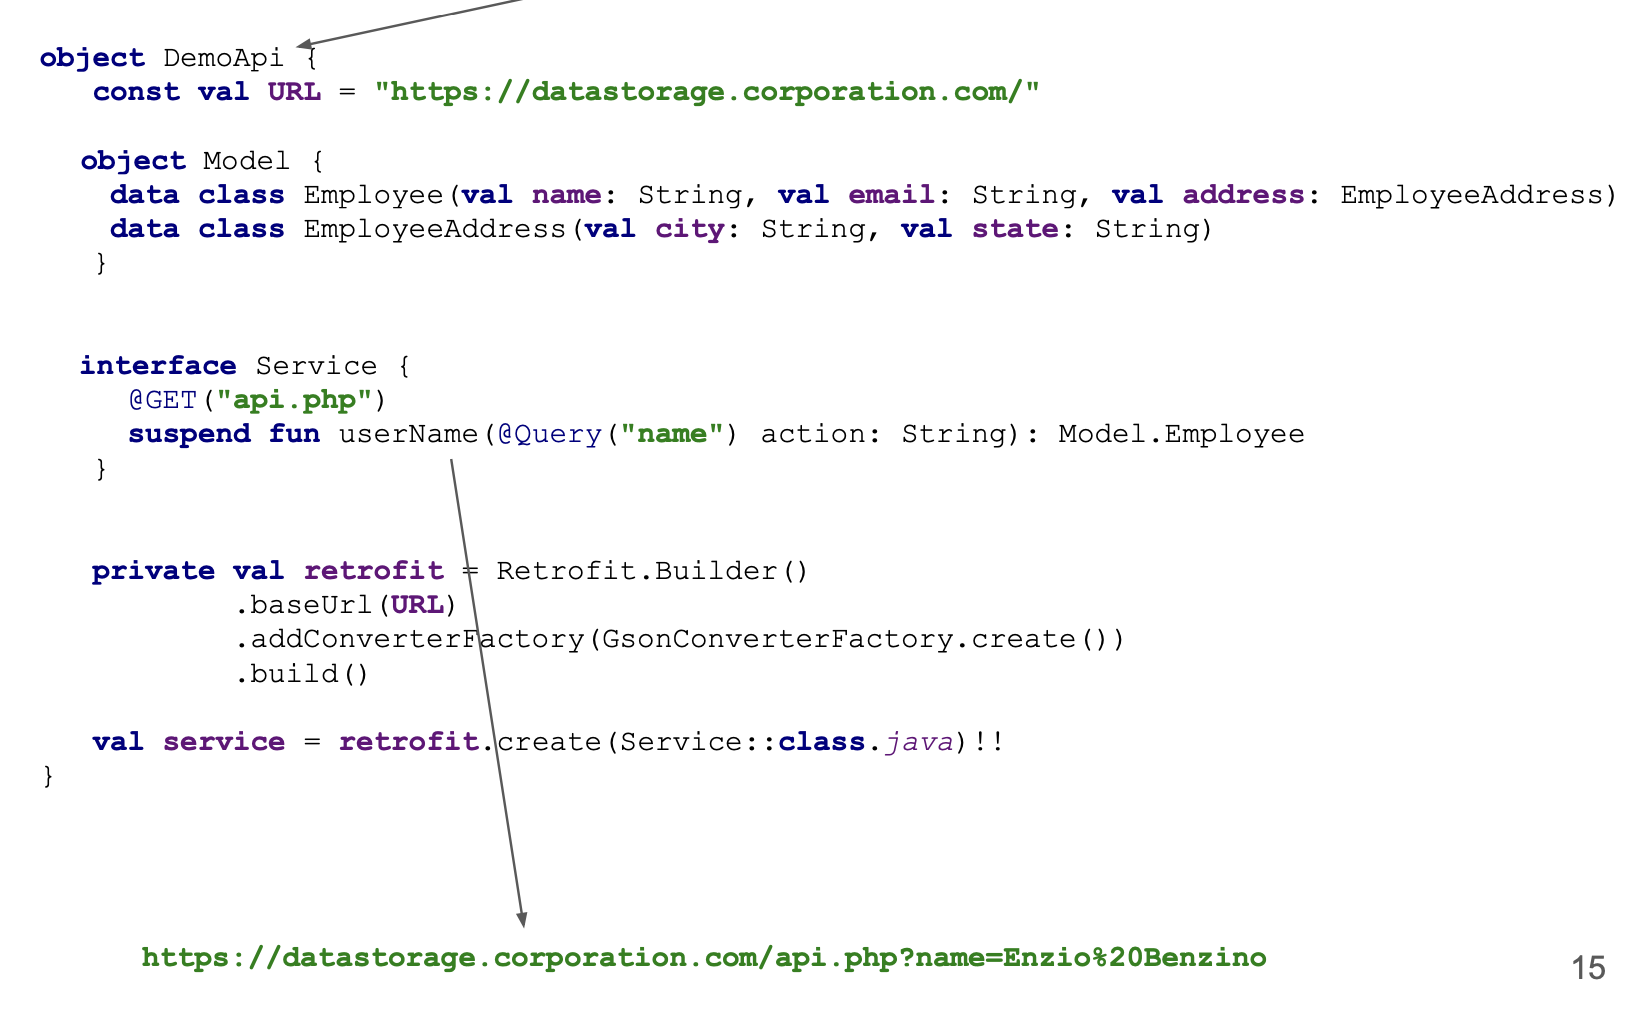 object DemoApi {
const val URL = "https://datastorage.corporation.com/"
object Model {
data class Employee(val name: String, val email: String, val address: EmployeeAddress)
data class EmployeeAddress(val city: String, val state: String)
}
interface Service {
@GET("api.php")
suspend fun userName(@Query("name") action: String): Model.Employee
}
private val retrofit = Retrofit.Builder()
.baseUrl(URL)
.addConverterFactory(GsonConverterFactory.create())
.build()
val service = retrofit.create(Service::class.java)!!
}
https://datastorage.corporation.com/api.php?name=Enzio%20Benzino
15